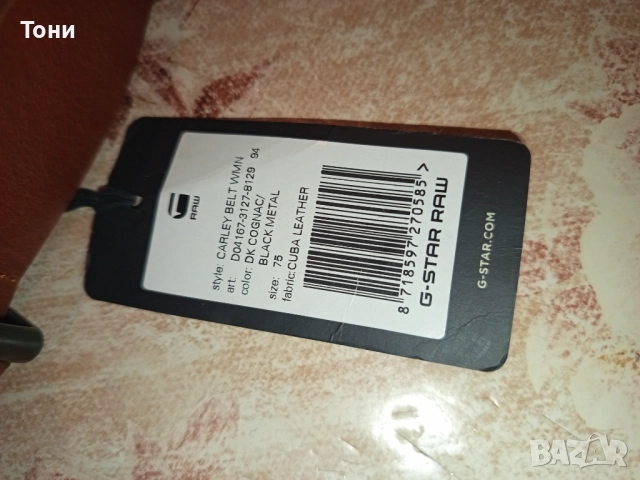 Тони
RAW
style: CARLEY BELT WMN
art: D04167-3127-8129 94
color: DK COGNAC/
BLACK METAL
size: 75
fabric: CUBA LEATHER
8 718597 270585 >
G-STAR RAW
G-STAR.COM
BAZAR